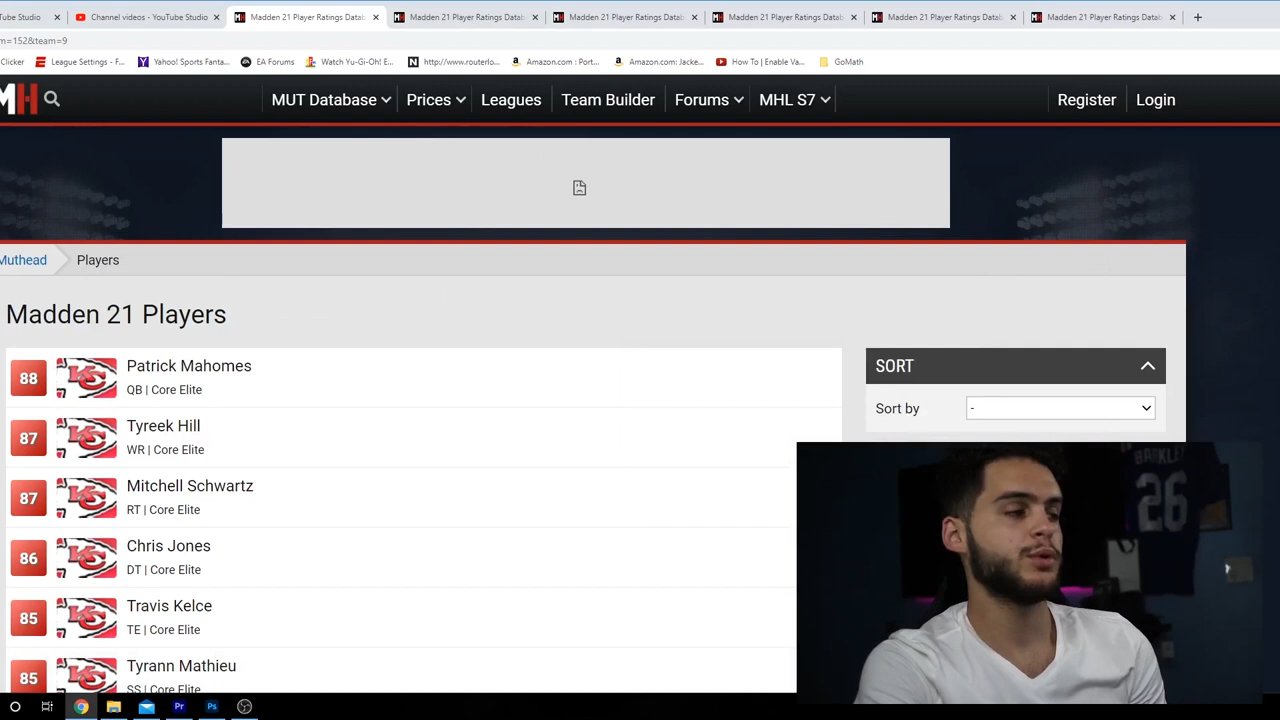 ube Studio Channel videos - YouTube Studio Madden 21 Player Ratings Datab Madden 21 Player Ratings Datab Madden 21 Player Ratings Datab Madden 21 Player Ratings Datab Madden 21 Player Ratings Datab Madden 21 Player Ratings Datab
m=152&team=9
Clicker League Settings - F... Yahoo! Sports Fanta... EA Forums Watch Yu-Gi-Oh! E... http://www.routerlo... Amazon.com : Port... Amazon.com: Jacke... How To | Enable Va... GoMath
MH MUT Database Prices Leagues Team Builder Forums MHL S7 Register Login
Muthead Players
Madden 21 Players
88 Patrick Mahomes
QB | Core Elite
87 Tyreek Hill
WR | Core Elite
87 Mitchell Schwartz
RT | Core Elite
86 Chris Jones
DT | Core Elite
85 Travis Kelce
TE | Core Elite
85 Tyrann Mathieu
SS | Core Elite
SORT
Sort by -
BARKLEY
26